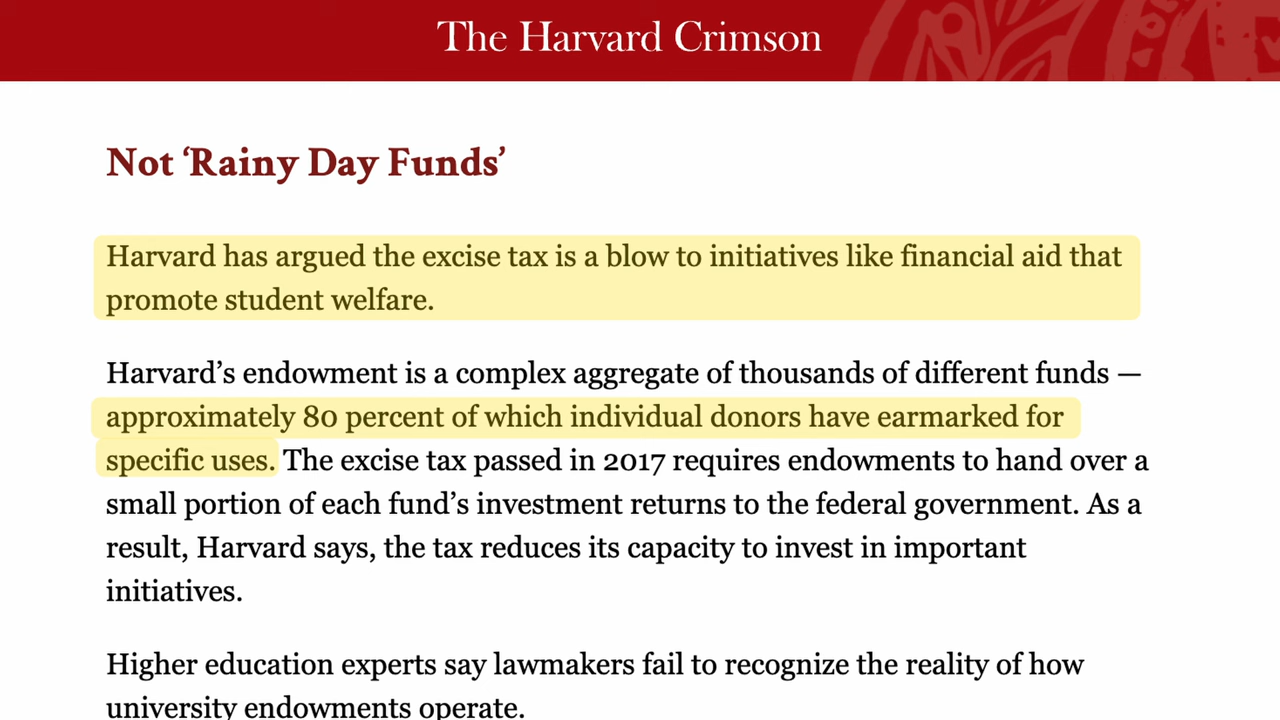 The Harvard Crimson
Not ‘Rainy Day Funds’
Harvard has argued the excise tax is a blow to initiatives like financial aid that
promote student welfare.
Harvard’s endowment is a complex aggregate of thousands of different funds —
approximately 80 percent of which individual donors have earmarked for
specific uses. The excise tax passed in 2017 requires endowments to hand over a
small portion of each fund’s investment returns to the federal government. As a
result, Harvard says, the tax reduces its capacity to invest in important
initiatives.
Higher education experts say lawmakers fail to recognize the reality of how
university endowments operate.